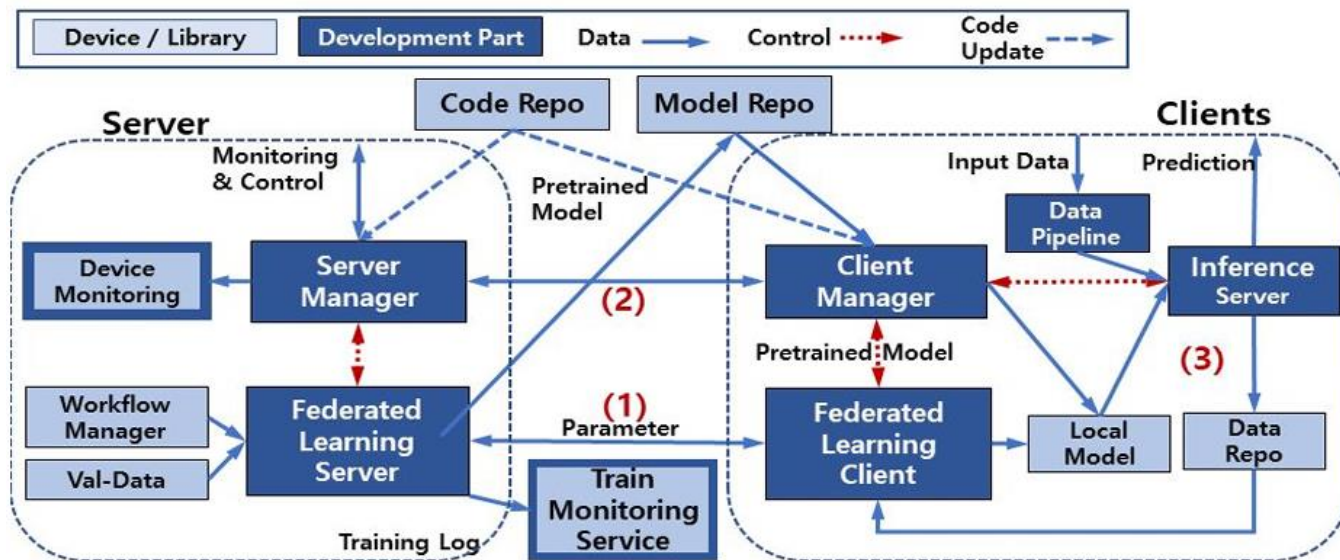 Device / Library
Development Part
Data
Control
Code
Update
Code Repo
Model Repo
Server
Clients
Monitoring
& Control
Pretrained
Model
Input Data
Prediction
Data
Pipeline
Device
Monitoring
Server
Manager
Client
Manager
Inference
Server
(2)
Pretrained Model
(3)
Workflow
Manager
Val-Data
Federated
Learning
Server
(1)
Parameter
Federated
Learning
Client
Local
Model
Data
Repo
Train
Monitoring
Service
Training Log